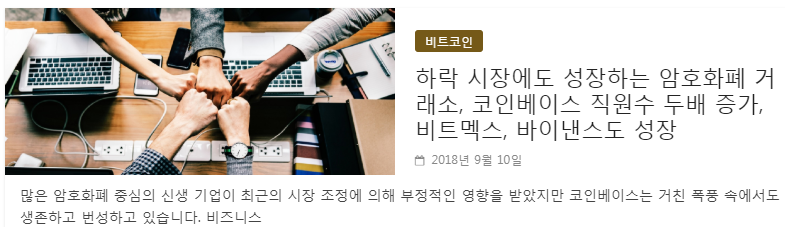 비트코인
하락 시장에도 성장하는 암호화폐 거
래소, 코인베이스 직원수 두배 증가,
비트멕스, 바이낸스도 성장
2018년 9월 10일
많은 암호화폐 중심의 신생 기업이 최근의 시장 조정에 의해 부정적인 영향을 받았지만 코인베이스는 거친 폭풍 속에서도
생존하고 번성하고 있습니다. 비즈니스